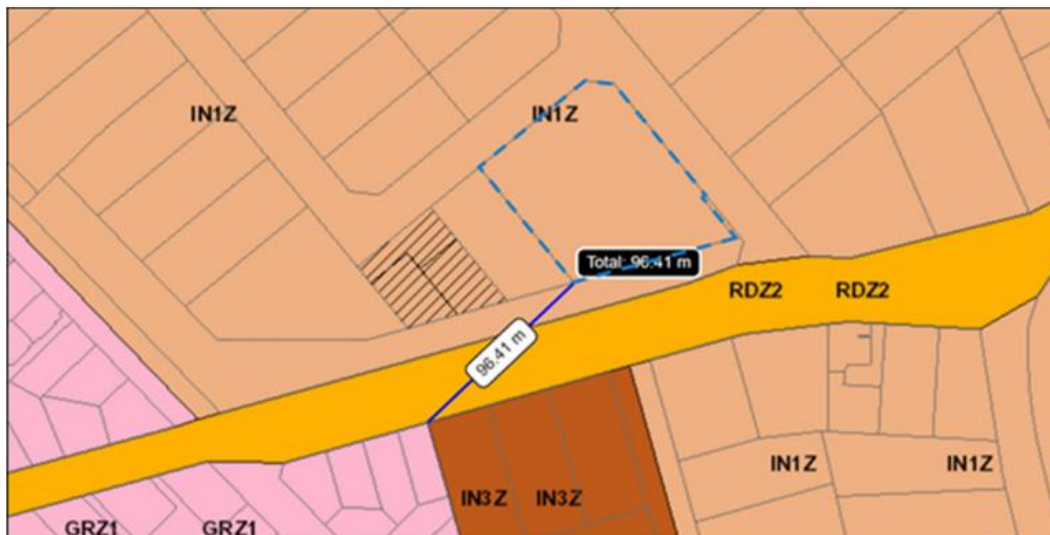 IN1Z
IN1Z
Total: 96.41 m
RDZ2
RDZ2
96.41 m
IN1Z
IN1Z
IN3Z
IN3Z
GRZ1
GRZ1